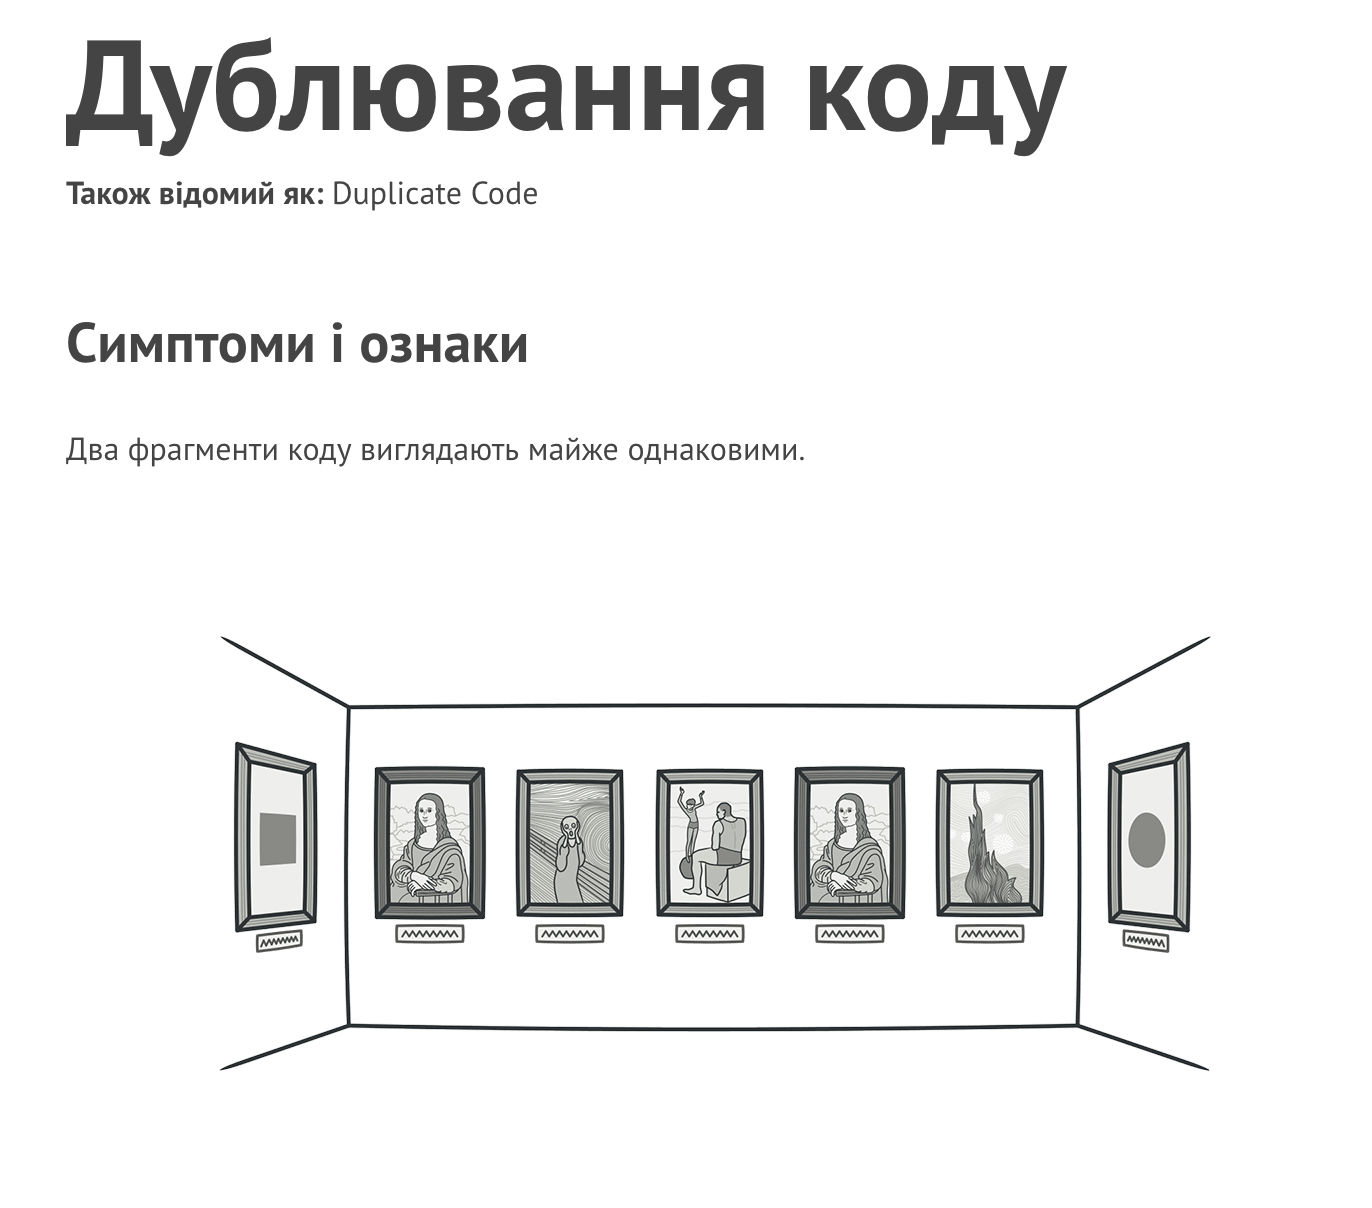 Дублювання коду
Також відомий як: Duplicate Code
Симптоми і ознаки
Два фрагменти коду виглядають майже однаковими.